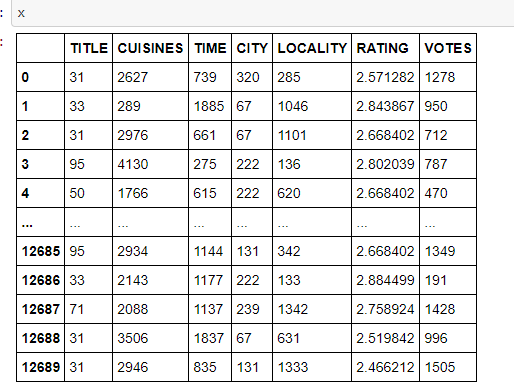 : x
:
TITLE CUISINES TIME CITY LOCALITY RATING VOTES
0 31 2627 739 320 285 2.571282 1278
1 33 289 1885 67 1046 2.843867 950
2 31 2976 661 67 1101 2.668402 712
3 95 4130 275 222 136 2.802039 787
4 50 1766 615 222 620 2.668402 470
... ... ... ... ... ... ... ...
12685 95 2934 1144 131 342 2.668402 1349
12686 33 2143 1177 222 133 2.884499 191
12687 71 2088 1137 239 1342 2.758924 1428
12688 31 3506 1837 67 631 2.519842 996
12689 31 2946 835 131 1333 2.466212 1505